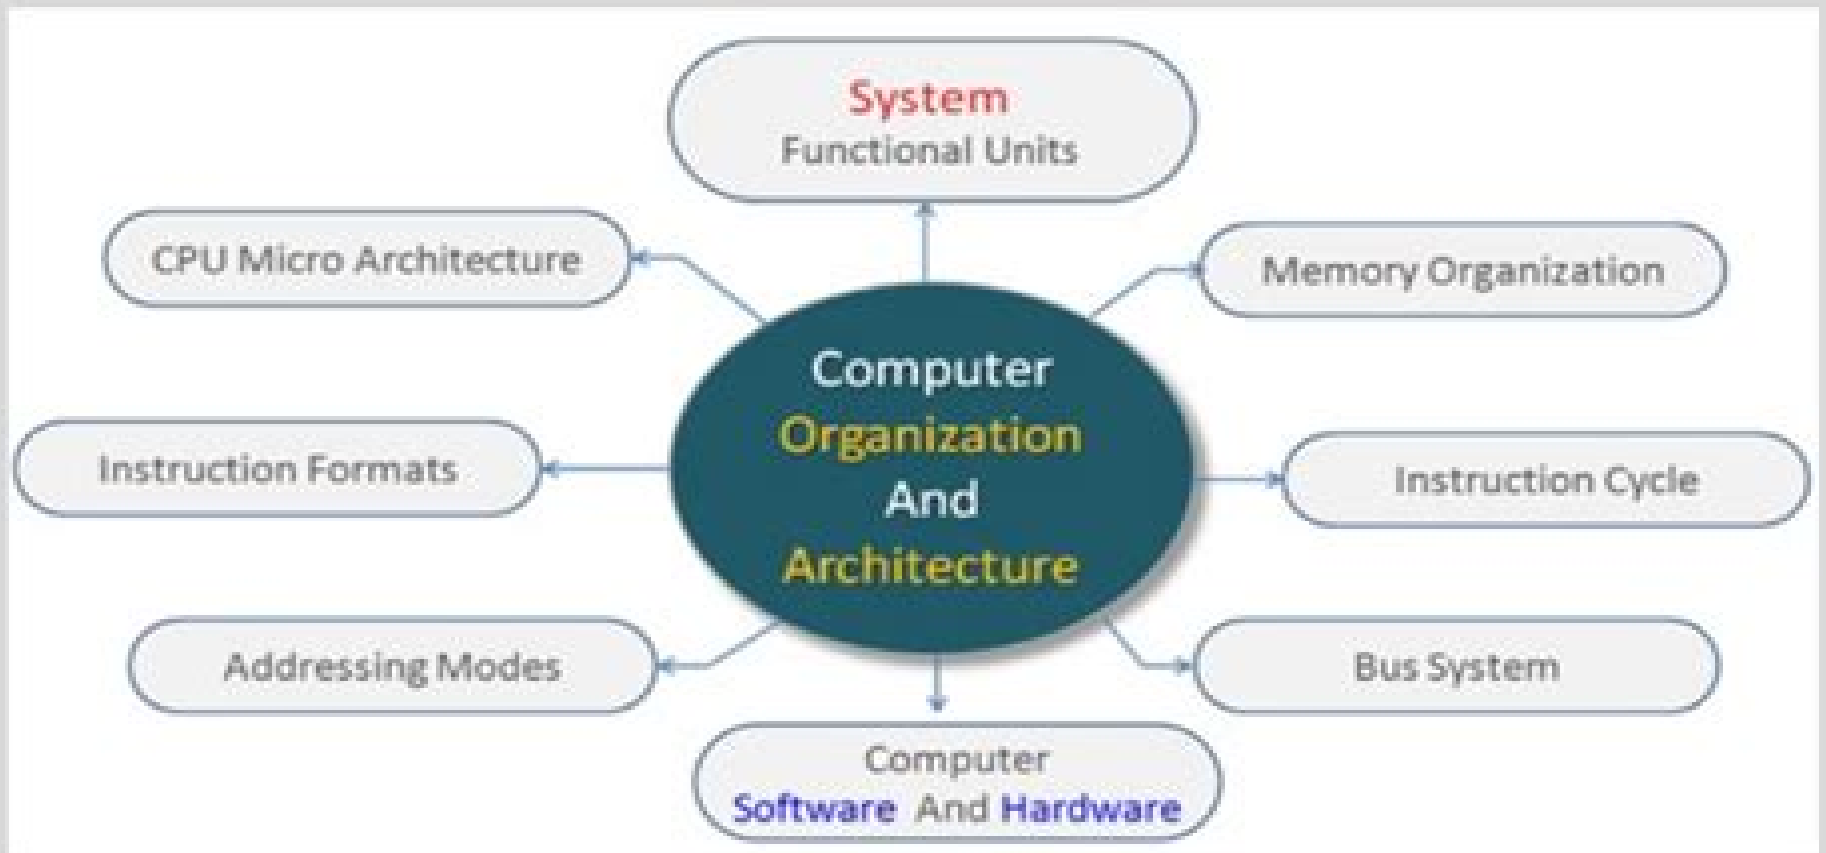 System
Functional Units
CPU Micro Architecture
Memory Organization
Computer
Organization
And
Architecture
Instruction Formats
Instruction Cycle
Addressing Modes
Bus System
Computer
Software And Hardware